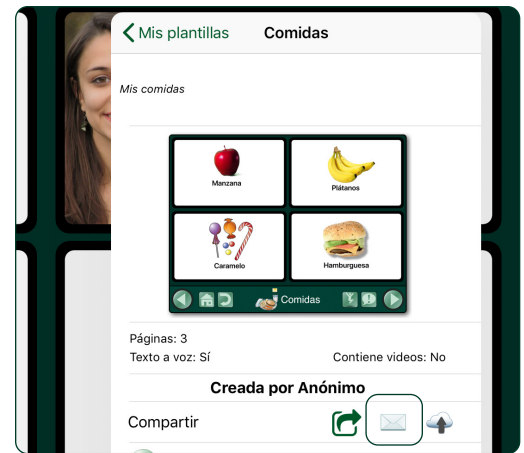 Mis plantillas Comidas
Mis comidas
Manzana Plátanos
Caramelo Hamburguesa
Comidas
Páginas: 3
Texto a voz: Sí Contiene videos: No
Creada por Anónimo
Compartir